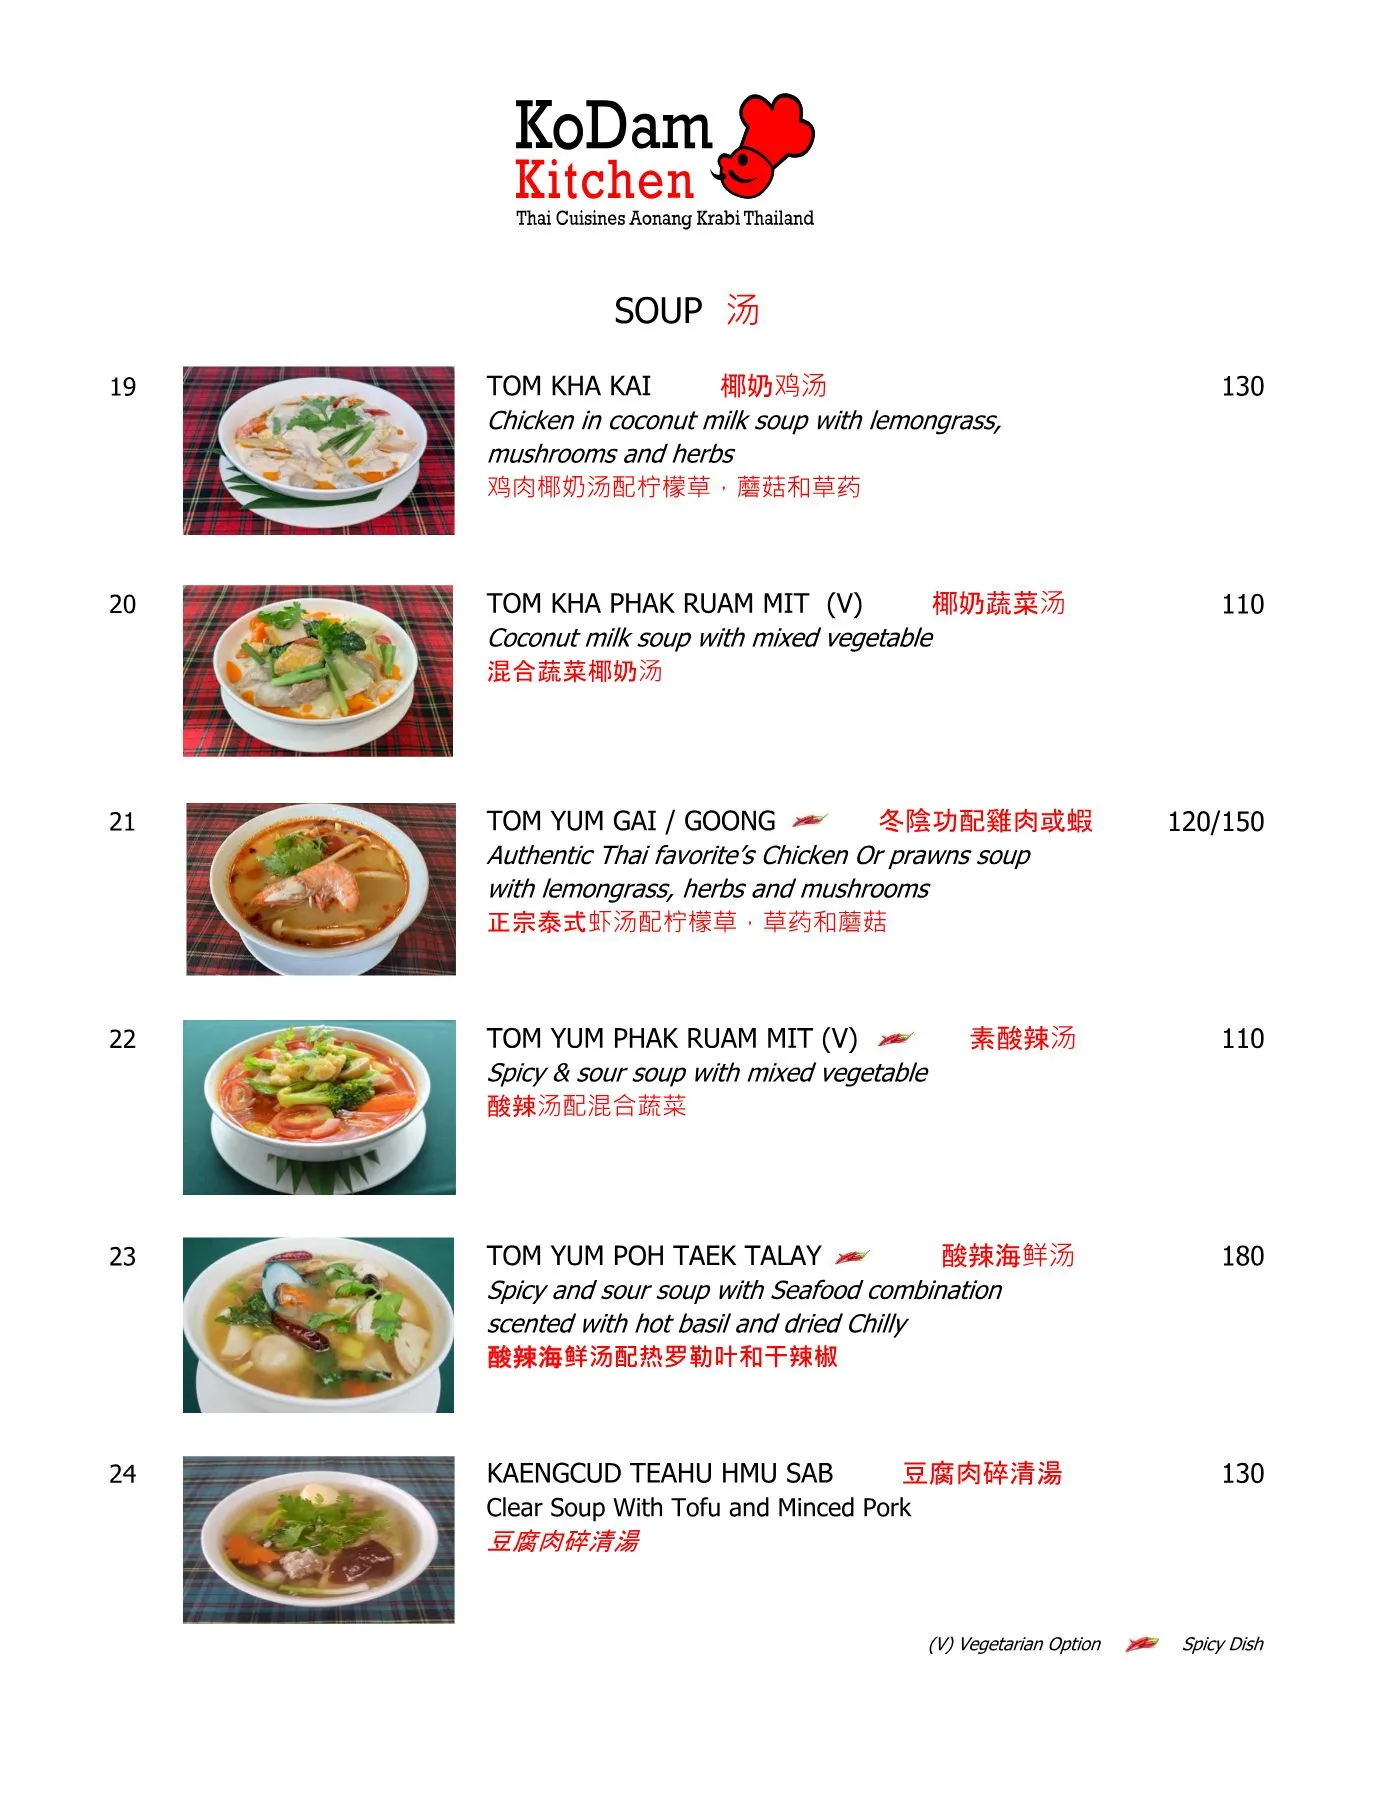 KoDam
Kitchen
Thai Cuisines Aonang Krabi Thailand
SOUP 汤
19 TOM KHA KAI 椰奶鸡汤 130
Chicken in coconut milk soup with lemongrass,
mushrooms and herbs
鸡肉椰奶汤配柠檬草，蘑菇和草药
20 TOM KHA PHAK RUAM MIT (V) 椰奶蔬菜汤 110
Coconut milk soup with mixed vegetable
混合蔬菜椰奶汤
21 TOM YUM GAI / GOONG 冬陰功配雞肉或蝦 120/150
Authentic Thai favorite's Chicken Or prawns soup
with lemongrass, herbs and mushrooms
正宗泰式虾汤配柠檬草，草药和蘑菇
22 TOM YUM PHAK RUAM MIT (V) 素酸辣汤 110
Spicy & sour soup with mixed vegetable
酸辣汤配混合蔬菜
23 TOM YUM POH TAEK TALAY 酸辣海鲜汤 180
Spicy and sour soup with Seafood combination
scented with hot basil and dried Chilly
酸辣海鲜汤配热罗勒叶和干辣椒
24 KAENGCUD TEAHU HMU SAB 豆腐肉碎清湯 130
Clear Soup With Tofu and Minced Pork
豆腐肉碎清湯
(V) Vegetarian Option Spicy Dish